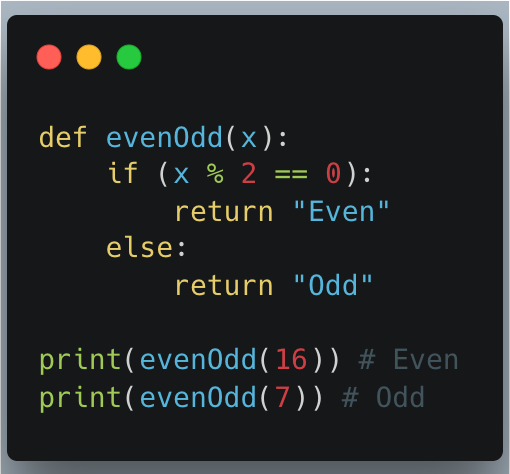 def evenOdd(x):
    if (x % 2 == 0):
        return "Even"
    else:
        return "Odd"

print(evenOdd(16)) # Even
print(evenOdd(7)) # Odd